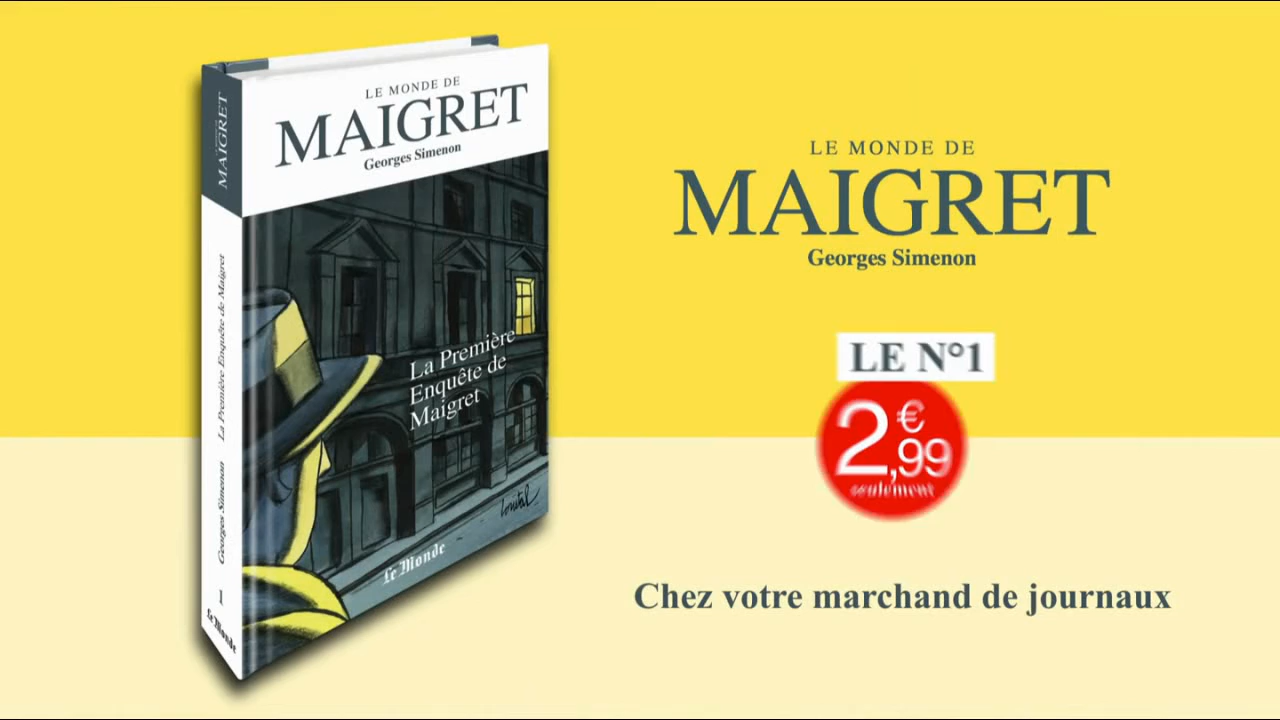 MAIGRET
La Première Enquête de Maigret
Georges Simenon
1
Le Monde
LE MONDE DE
MAIGRET
Georges Simenon
La Première
Enquête de
Maigret
Loustal
Le Monde
LE MONDE DE
MAIGRET
Georges Simenon
LE N°1
2,99 €
seulement
Chez votre marchand de journaux